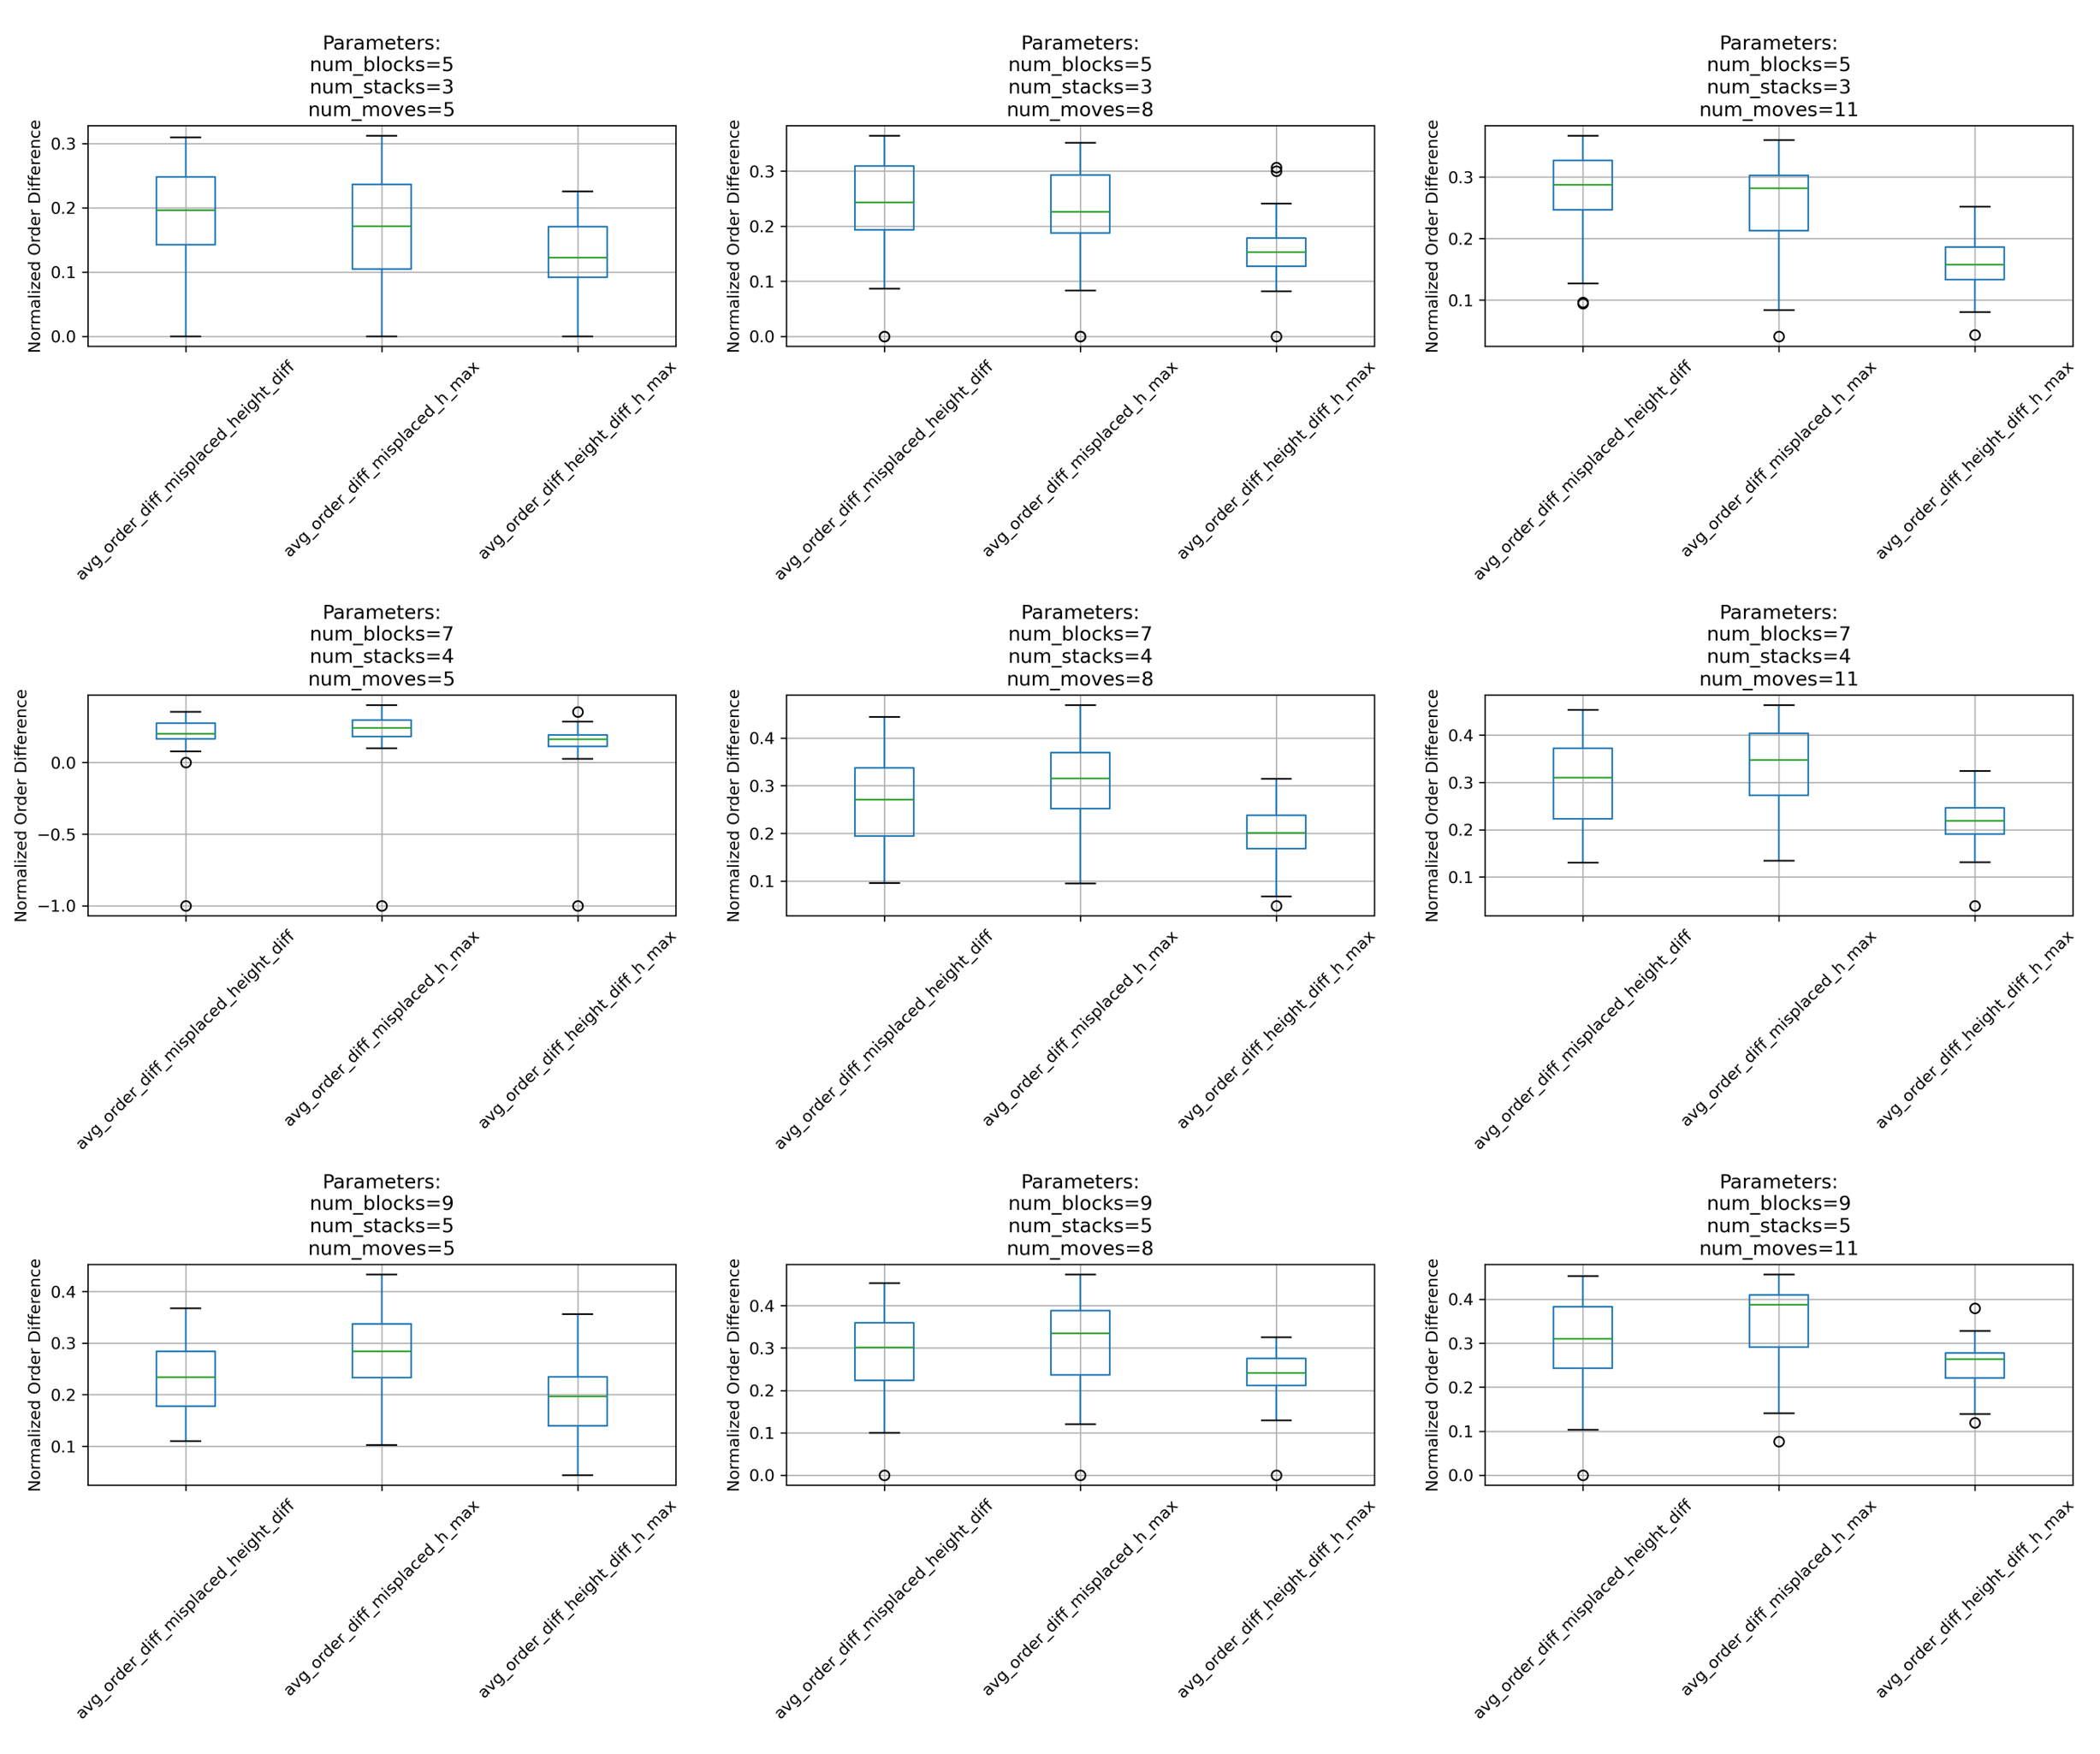 Parameters:
num_blocks=5
num_stacks=3
num_moves=5
Normalized Order Difference
0.3
0.2
0.1
0.0
avg_order_diff_misplaced_height_diff
avg_order_diff_misplaced_h_max
avg_order_diff_height_diff_h_max
Parameters:
num_blocks=5
num_stacks=3
num_moves=8
Normalized Order Difference
0.3
0.2
0.1
0.0
avg_order_diff_misplaced_height_diff
avg_order_diff_misplaced_h_max
avg_order_diff_height_diff_h_max
Parameters:
num_blocks=5
num_stacks=3
num_moves=11
Normalized Order Difference
0.3
0.2
0.1
avg_order_diff_misplaced_height_diff
avg_order_diff_misplaced_h_max
avg_order_diff_height_diff_h_max
Parameters:
num_blocks=7
num_stacks=4
num_moves=5
Normalized Order Difference
0.0
−0.5
−1.0
avg_order_diff_misplaced_height_diff
avg_order_diff_misplaced_h_max
avg_order_diff_height_diff_h_max
Parameters:
num_blocks=7
num_stacks=4
num_moves=8
Normalized Order Difference
0.4
0.3
0.2
0.1
avg_order_diff_misplaced_height_diff
avg_order_diff_misplaced_h_max
avg_order_diff_height_diff_h_max
Parameters:
num_blocks=7
num_stacks=4
num_moves=11
Normalized Order Difference
0.4
0.3
0.2
0.1
avg_order_diff_misplaced_height_diff
avg_order_diff_misplaced_h_max
avg_order_diff_height_diff_h_max
Parameters:
num_blocks=9
num_stacks=5
num_moves=5
Normalized Order Difference
0.4
0.3
0.2
0.1
avg_order_diff_misplaced_height_diff
avg_order_diff_misplaced_h_max
avg_order_diff_height_diff_h_max
Parameters:
num_blocks=9
num_stacks=5
num_moves=8
Normalized Order Difference
0.4
0.3
0.2
0.1
0.0
avg_order_diff_misplaced_height_diff
avg_order_diff_misplaced_h_max
avg_order_diff_height_diff_h_max
Parameters:
num_blocks=9
num_stacks=5
num_moves=11
Normalized Order Difference
0.4
0.3
0.2
0.1
0.0
avg_order_diff_misplaced_height_diff
avg_order_diff_misplaced_h_max
avg_order_diff_height_diff_h_max